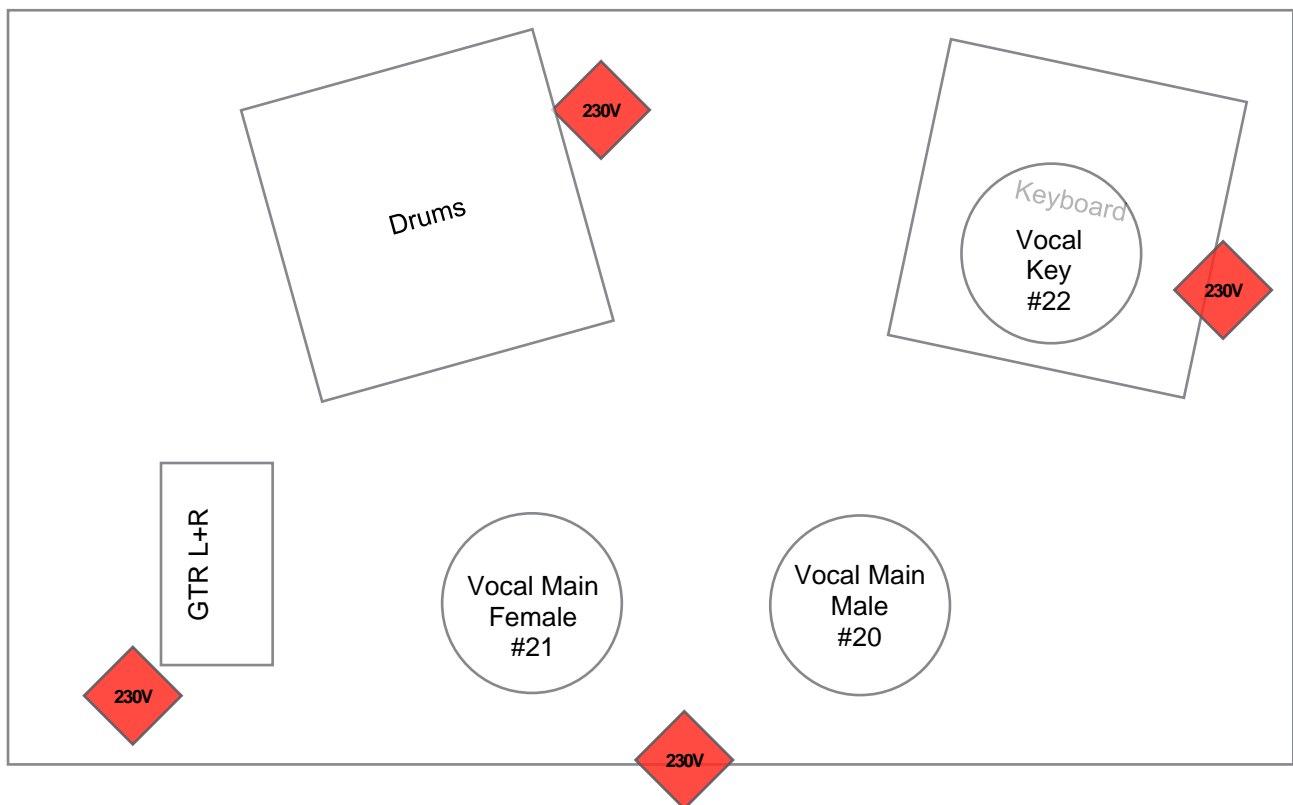 230V
Drums
Keyboard
Vocal
Key
#22
230V
GTR L+R
Vocal Main
Female
#21
Vocal Main
Male
#20
230V
230V